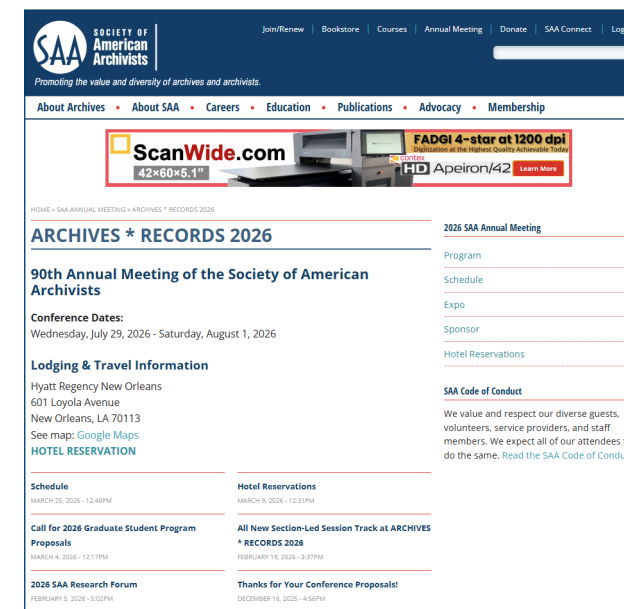 SAA
SOCIETY OF
American
Archivists
Promoting the value and diversity of archives and archivists.
Join/Renew | Bookstore | Courses | Annual Meeting | Donate | SAA Connect |
About Archives • About SAA • Careers • Education • Publications • Advocacy • Membership
ScanWide.com
42×60×5.1"
FADGI 4-star at 1200 dpi
Digitization at the Highest Quality Achievable Today
contex
HD Apeiron/42
Learn More
HOME » SAA ANNUAL MEETING » ARCHIVES * RECORDS 2026
ARCHIVES * RECORDS 2026
90th Annual Meeting of the Society of American
Archivists
Conference Dates:
Wednesday, July 29, 2026 - Saturday, August 1, 2026
Lodging & Travel Information
Hyatt Regency New Orleans
601 Loyola Avenue
New Orleans, LA 70113
See map: Google Maps
HOTEL RESERVATION
Schedule
MARCH 25, 2026 - 12:48PM
Hotel Reservations
MARCH 9, 2026 - 12:31PM
Call for 2026 Graduate Student Program
Proposals
MARCH 4, 2026 - 12:17PM
All New Section-Led Session Track at ARCHIVES
* RECORDS 2026
FEBRUARY 19, 2026 - 3:37PM
2026 SAA Research Forum
FEBRUARY 5, 2026 - 5:02PM
Thanks for Your Conference Proposals!
DECEMBER 16, 2025 - 4:56PM
2026 SAA Annual Meeting
Program
Schedule
Expo
Sponsor
Hotel Reservations
SAA Code of Conduct
We value and respect our diverse guests,
volunteers, service providers, and staff
members. We expect all of our attendees
do the same. Read the SAA Code of